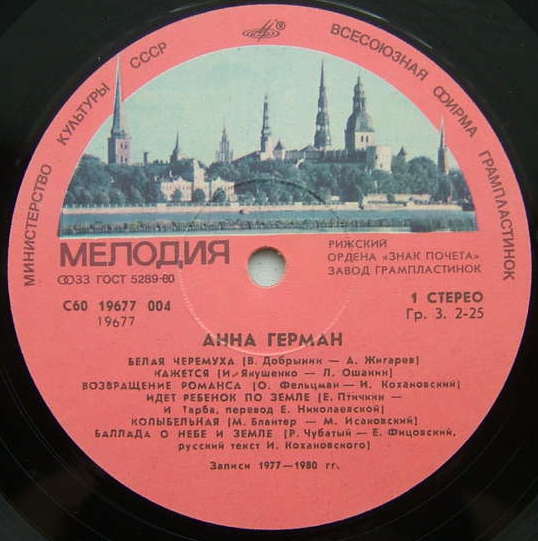 МИНИСТЕРСТВО КУЛЬТУРЫ СССР
ВСЕСОЮЗНАЯ ФИРМА ГРАМПЛАСТИНОК
МЕЛОДИЯ
ФОЗЗ ГОСТ 5289-80
РИЖСКИЙ
ОРДЕНА «ЗНАК ПОЧЕТА»
ЗАВОД ГРАМПЛАСТИНОК
С60 19677 004
19677
1 СТЕРЕО
Гр. 3. 2-25
АННА ГЕРМАН
БЕЛАЯ ЧЕРЕМУХА (В. Добрынин — А. Жигарев)
КАЖЕТСЯ (И. Якушенко — Л. Ошанин)
ВОЗВРАЩЕНИЕ РОМАНСА (О. Фельцман — И. Кохановский)
ИДЕТ РЕБЕНОК ПО ЗЕМЛЕ (Е. Птичкин —
и Тарба, перевод Е. Николаевской)
КОЛЫБЕЛЬНАЯ (М. Блантер — М. Исаковский)
БАЛЛАДА О НЕБЕ И ЗЕМЛЕ (Р. Чубатый — Е. Фицовский,
русский текст И. Кохановского)
Записи 1977—1980 гг.